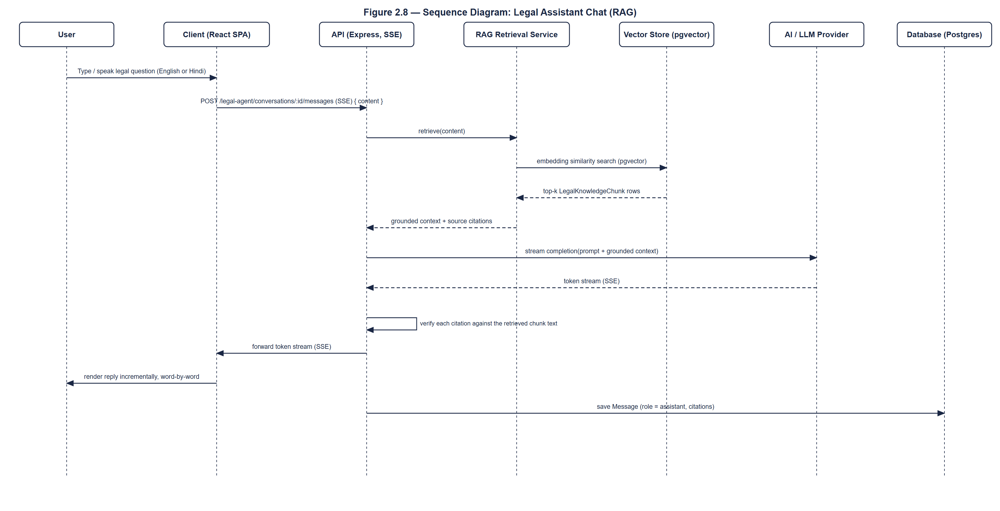 Figure 2.8 — Sequence Diagram: Legal Assistant Chat (RAG)
User
Client (React SPA)
API (Express, SSE)
RAG Retrieval Service
Vector Store (pgvector)
AI / LLM Provider
Database (Postgres)
Type / speak legal question (English or Hindi)
POST /legal-agent/conversations/:id/messages (SSE) { content }
retrieve(content)
embedding similarity search (pgvector)
top-k LegalKnowledgeChunk rows
grounded context + source citations
stream completion(prompt + grounded context)
token stream (SSE)
verify each citation against the retrieved chunk text
forward token stream (SSE)
render reply incrementally, word-by-word
save Message (role = assistant, citations)